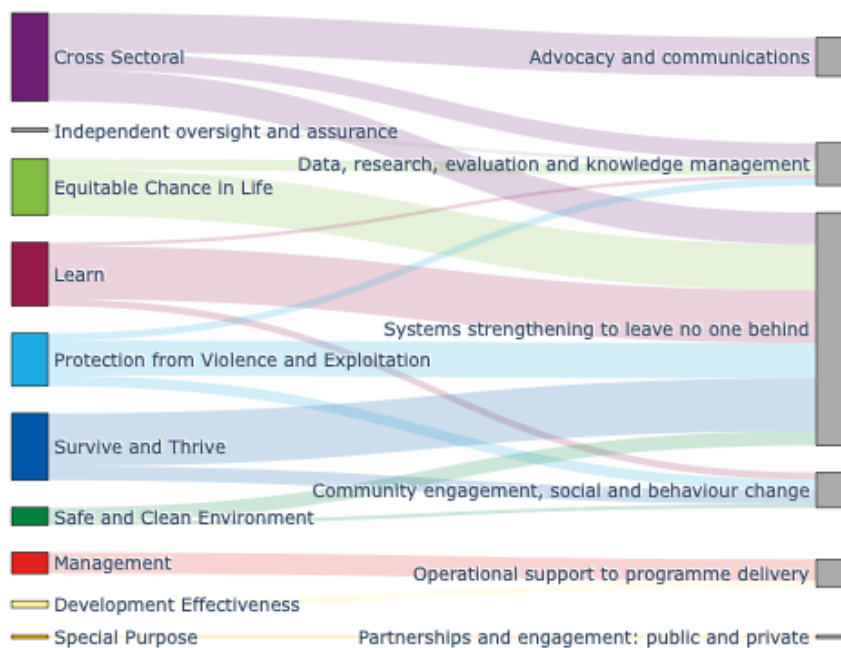 Cross Sectoral
Advocacy and communications
Independent oversight and assurance
Data, research, evaluation and knowledge management
Equitable Chance in Life
Learn
Systems strengthening to leave no one behind
Protection from Violence and Exploitation
Survive and Thrive
Community engagement, social and behaviour change
Safe and Clean Environment
Management
Operational support to programme delivery
Development Effectiveness
Special Purpose
Partnerships and engagement: public and private